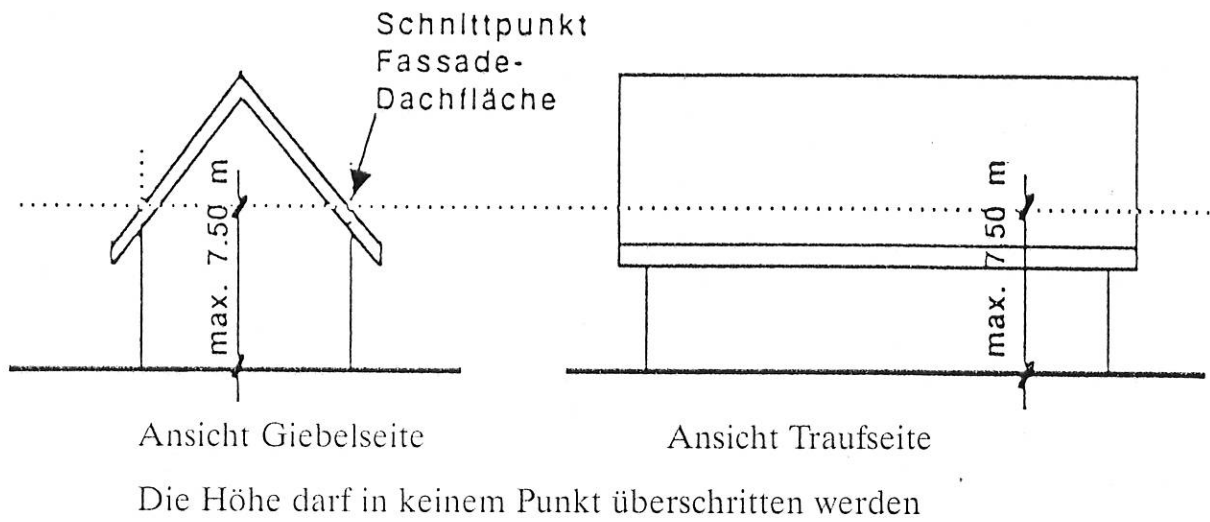 Schnittpunkt
Fassade-
Dachfläche
max. 7.50 m
max. 7.50 m
Ansicht Giebelseite
Ansicht Traufseite
Die Höhe darf in keinem Punkt überschritten werden